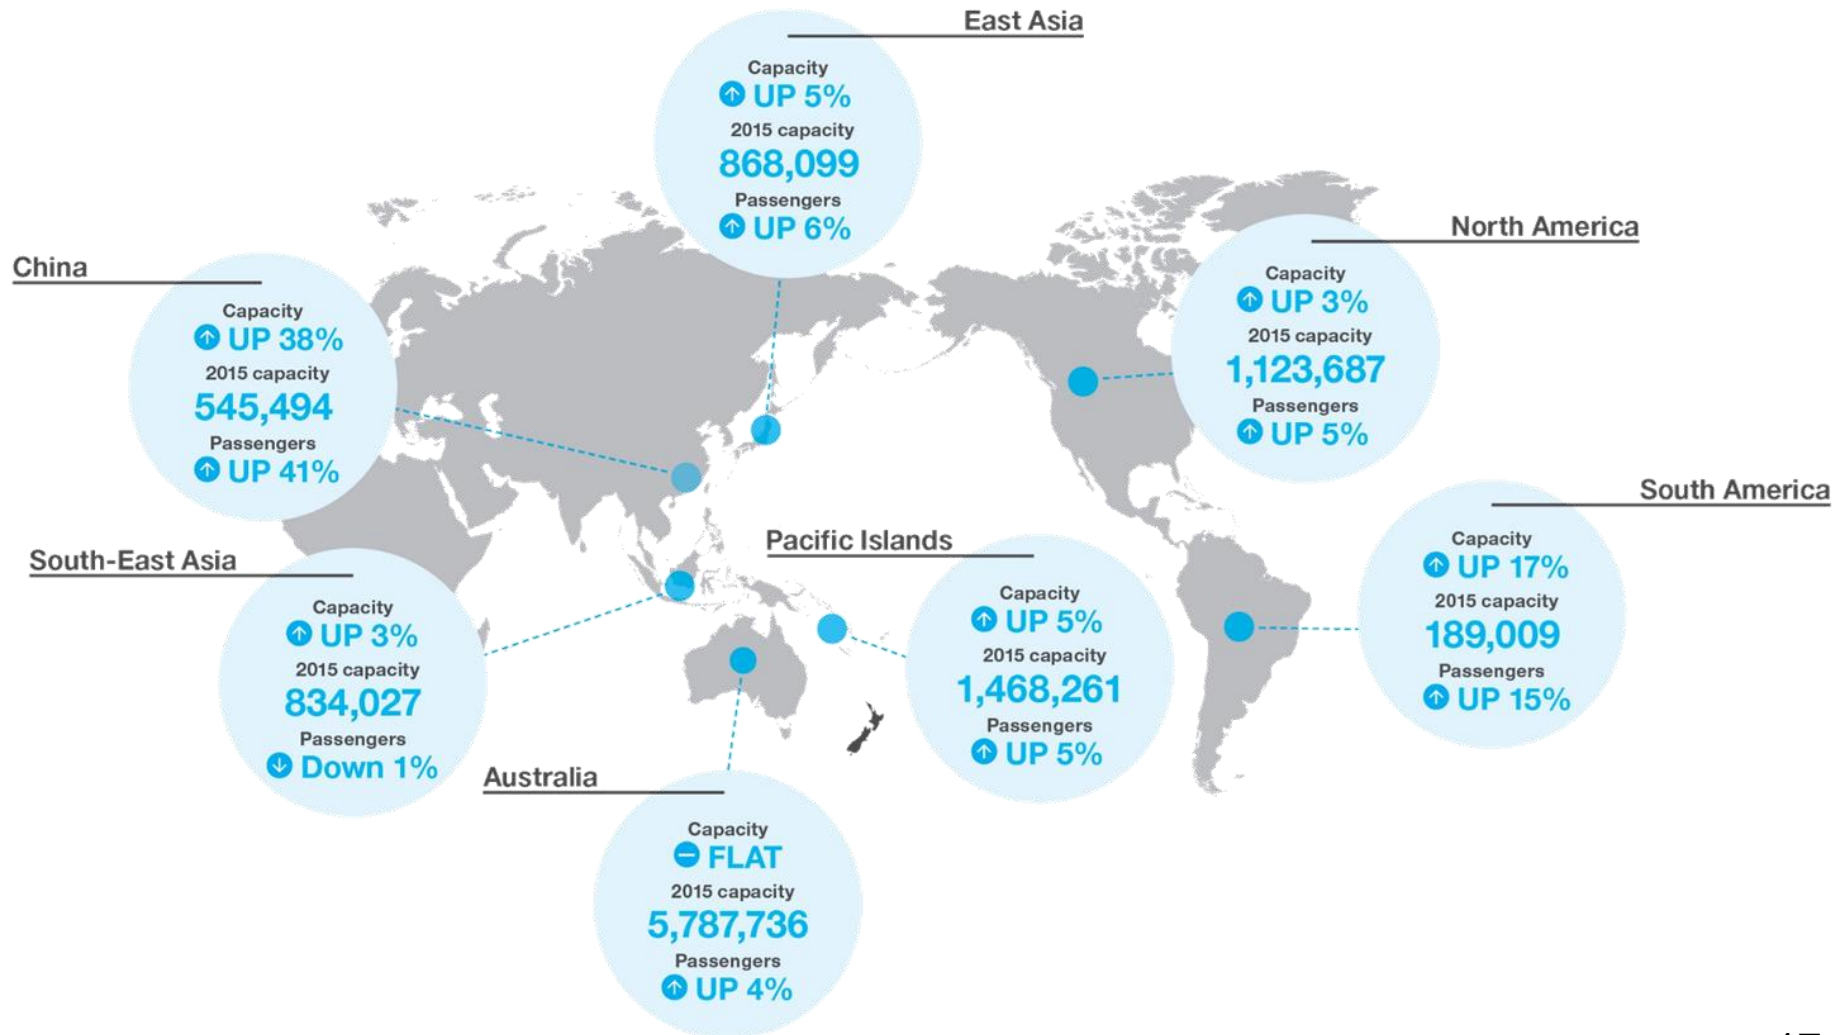 East Asia
Capacity
UP 5%
2015 capacity
868,099
Passengers
UP 6%
North America
Capacity
UP 3%
2015 capacity
1,123,687
Passengers
UP 5%
China
Capacity
UP 38%
2015 capacity
545,494
Passengers
UP 41%
South America
Capacity
UP 17%
2015 capacity
189,009
Passengers
UP 15%
Pacific Islands
Capacity
UP 5%
2015 capacity
1,468,261
Passengers
UP 5%
South-East Asia
Capacity
UP 3%
2015 capacity
834,027
Passengers
Down 1%
Australia
Capacity
FLAT
2015 capacity
5,787,736
Passengers
UP 4%